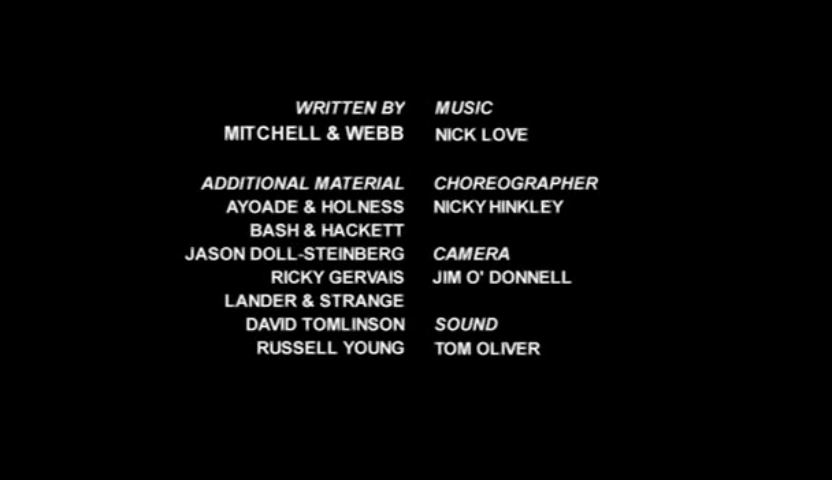 WRITTEN BY
MITCHELL & WEBB
ADDITIONAL MATERIAL
AYOADE & HOLNESS
BASH & HACKETT
JASON DOLL-STEINBERG
RICKY GERVAIS
LANDER & STRANGE
DAVID TOMLINSON
RUSSELL YOUNG
MUSIC
NICK LOVE
CHOREOGRAPHER
NICKY HINKLEY
CAMERA
JIM O' DONNELL
SOUND
TOM OLIVER